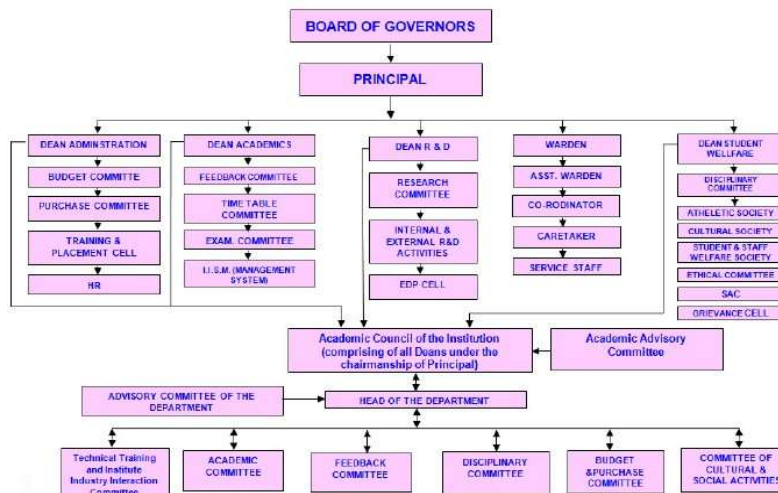 BOARD OF GOVERNORS
PRINCIPAL
DEAN ADMINSTRATION
BUDGET COMMITTE
PURCHASE COMMITTEE
TRAINING &
PLACEMENT CELL
HR
DEAN ACADEMICS
FEEDBACK COMMITTEE
TIME TABLE
COMMITTEE
EXAM. COMMITTEE
I.I.S.M. (MANAGEMENT
SYSTEM)
DEAN R & D
RESEARCH
COMMITTEE
INTERNAL &
EXTERNAL R&D
ACTIVITIES
EDP CELL
WARDEN
ASST. WARDEN
CO-RODINATOR
CARETAKER
SERVICE STAFF
DEAN STUDENT
WELLFARE
DISCIPLINARY
COMMITTEE
ATHELETIC SOCIETY
CULTURAL SOCIETY
STUDENT & STAFF
WELFARE SOCIETY
ETHICAL COMMITTEE
SAC
GRIEVANCE CELL
Academic Council of the Institution
(comprising of all Deans under the
chairmanship of Principal)
Academic Advisory
Committee
ADVISORY COMMITTEE OF THE
DEPARTMENT
HEAD OF THE DEPARTMENT
Technical Training
and Institute
Industry Interaction
Committee
ACADEMIC
COMMITTEE
FEEDBACK
COMMITTEE
DISCIPLINARY
COMMITTEE
BUDGET
&PURCHASE
COMMITTEE
COMMITTEE OF
CULTURAL &
SOCIAL ACTIVITIES